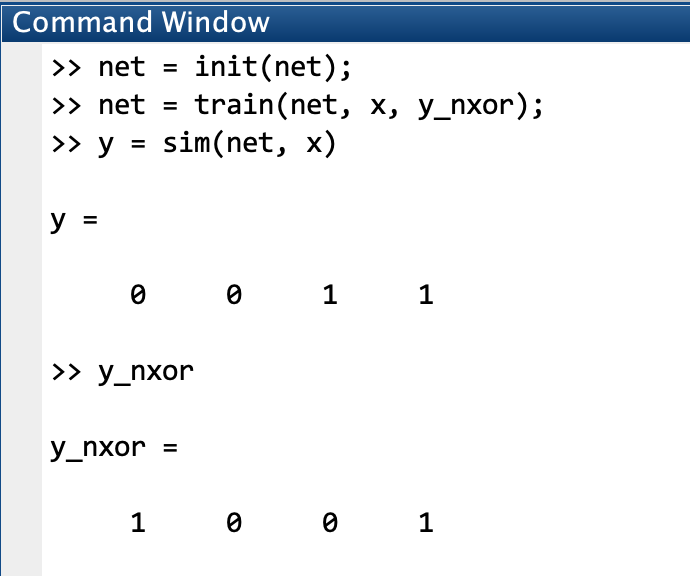 Command Window
>> net = init(net);
>> net = train(net, x, y_nxor);
>> y = sim(net, x)
y =
0 0 1 1
>> y_nxor
y_nxor =
1 0 0 1